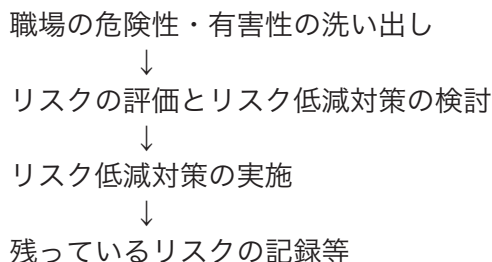 職場の危険性・有害性の洗い出し
↓
リスクの評価とリスク低減対策の検討
↓
リスク低減対策の実施
↓
残っているリスクの記録等